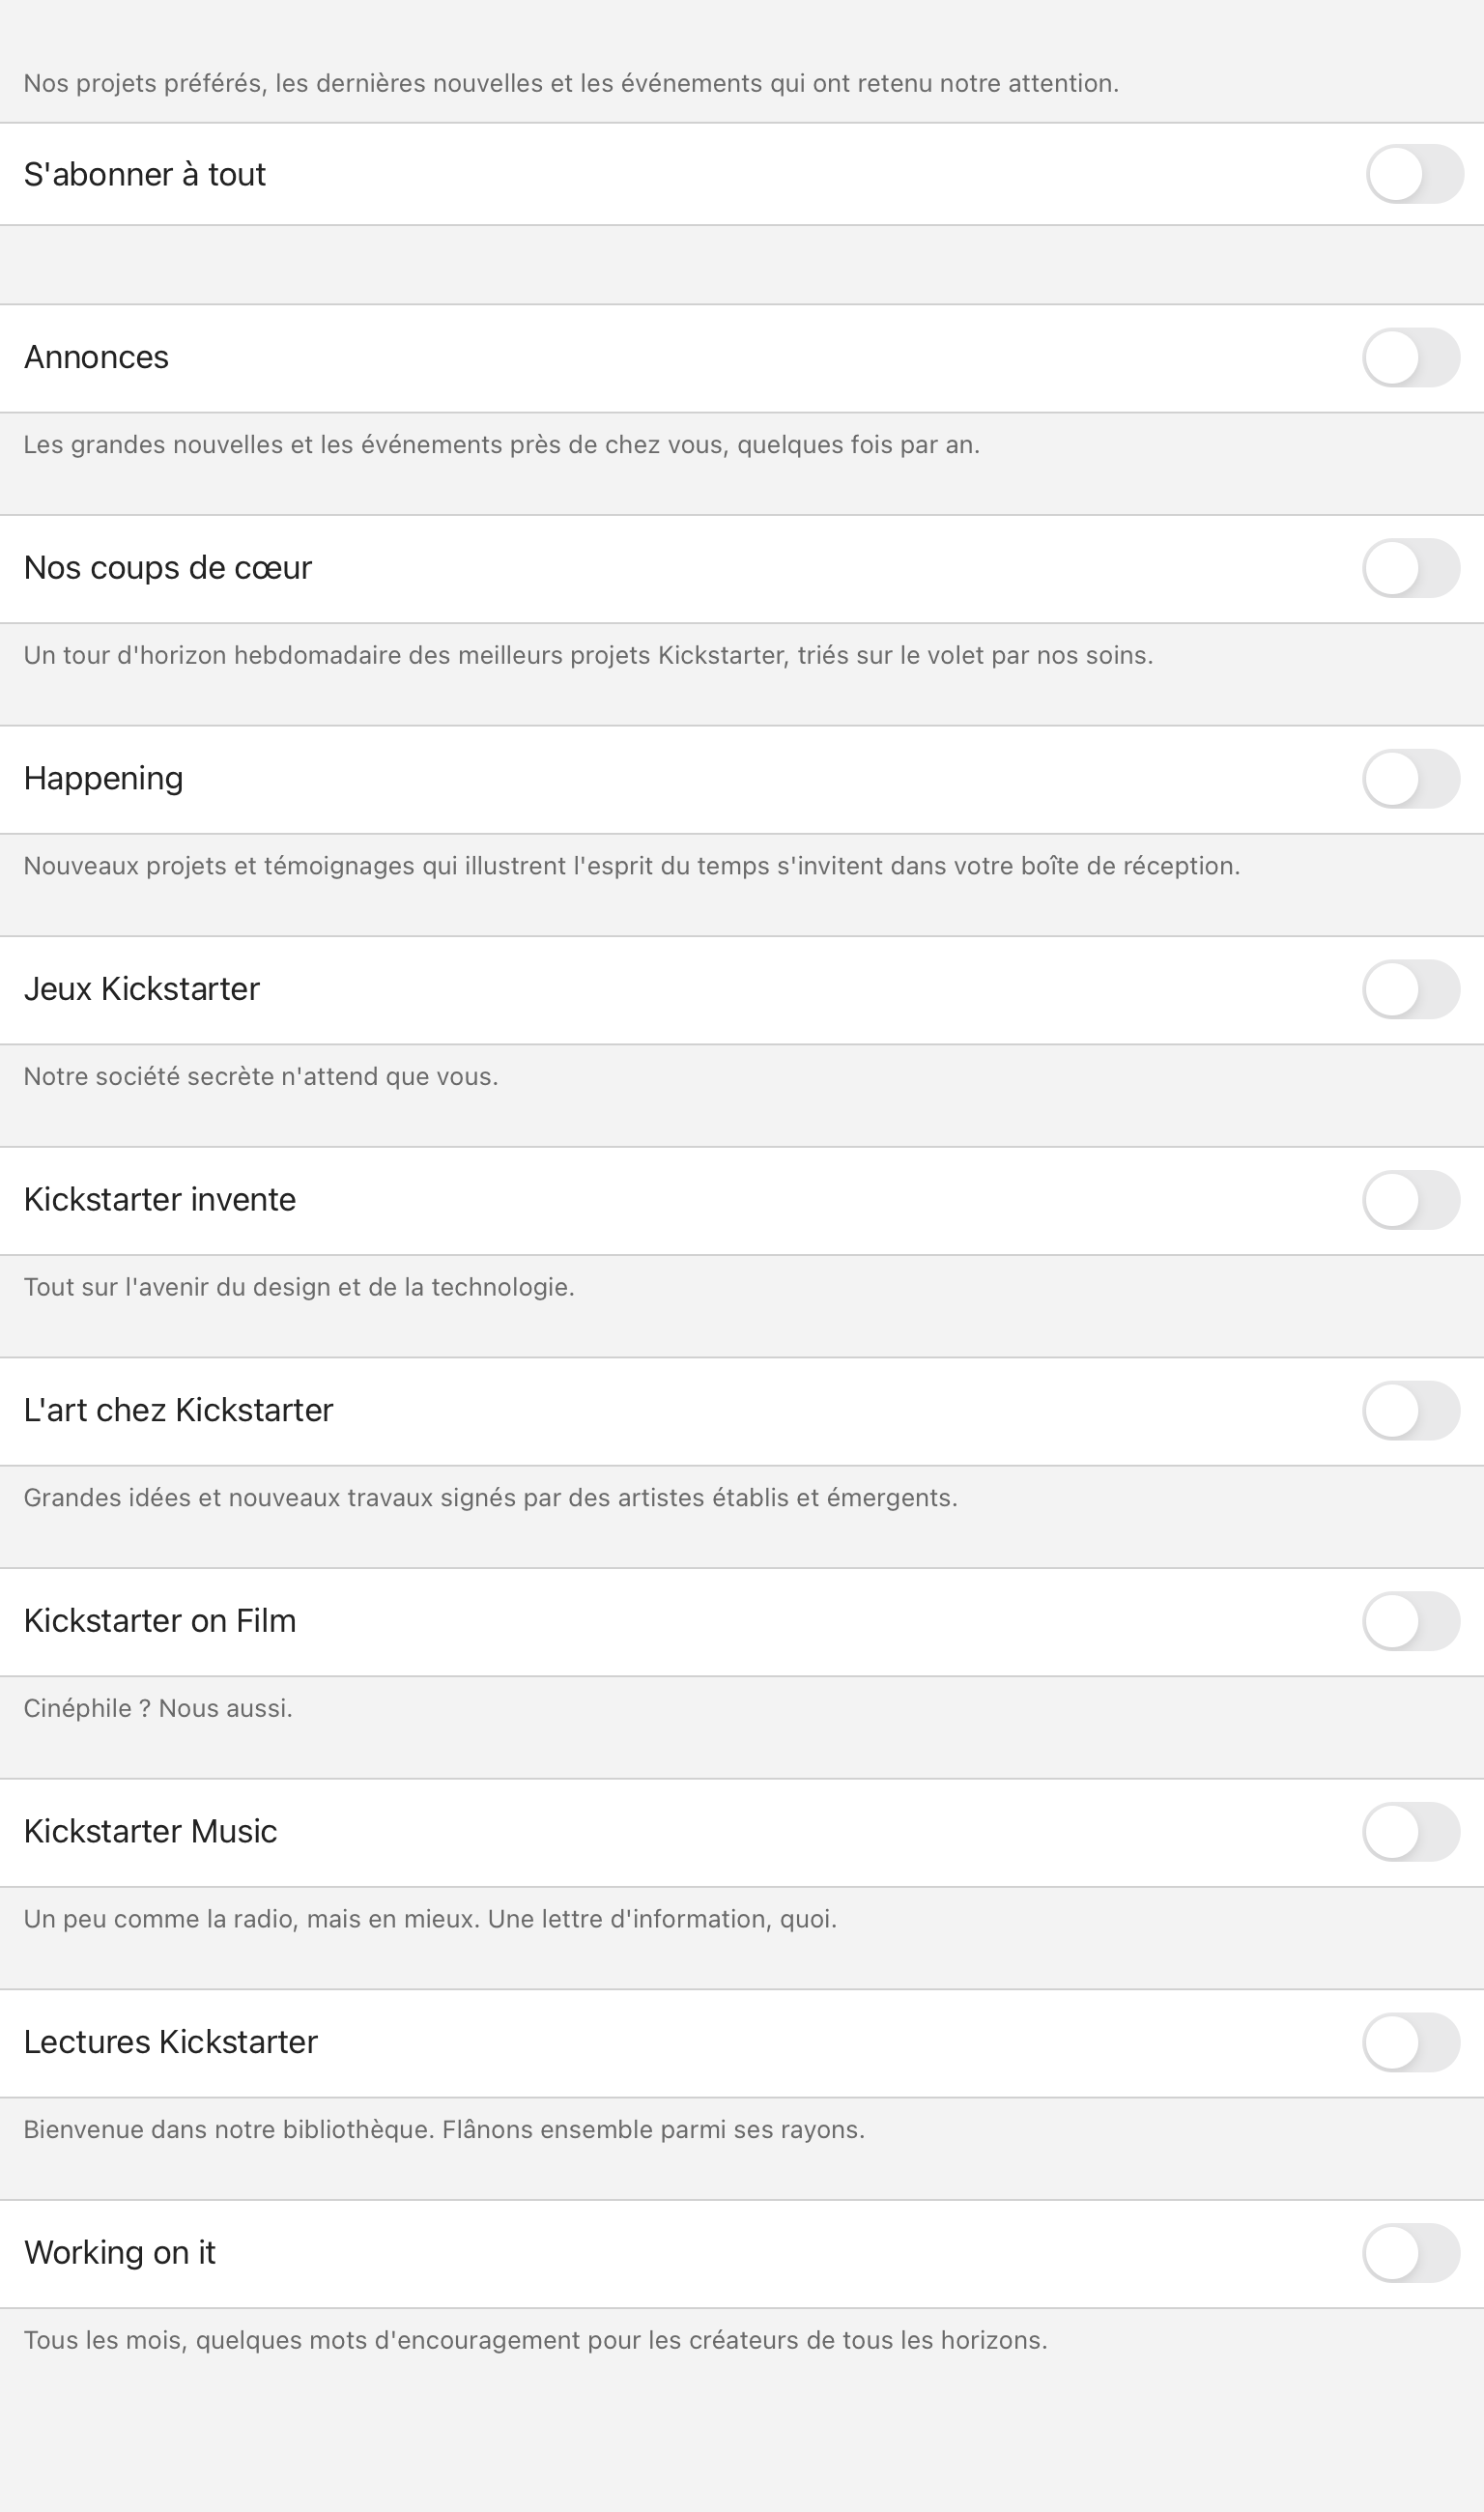 Nos projets préférés, les dernières nouvelles et les événements qui ont retenu notre attention.
S'abonner à tout
Annonces
Les grandes nouvelles et les événements près de chez vous, quelques fois par an.
Nos coups de cœur
Un tour d'horizon hebdomadaire des meilleurs projets Kickstarter, triés sur le volet par nos soins.
Happening
Nouveaux projets et témoignages qui illustrent l'esprit du temps s'invitent dans votre boîte de réception.
Jeux Kickstarter
Notre société secrète n'attend que vous.
Kickstarter invente
Tout sur l'avenir du design et de la technologie.
L'art chez Kickstarter
Grandes idées et nouveaux travaux signés par des artistes établis et émergents.
Kickstarter on Film
Cinéphile ? Nous aussi.
Kickstarter Music
Un peu comme la radio, mais en mieux. Une lettre d'information, quoi.
Lectures Kickstarter
Bienvenue dans notre bibliothèque. Flânons ensemble parmi ses rayons.
Working on it
Tous les mois, quelques mots d'encouragement pour les créateurs de tous les horizons.